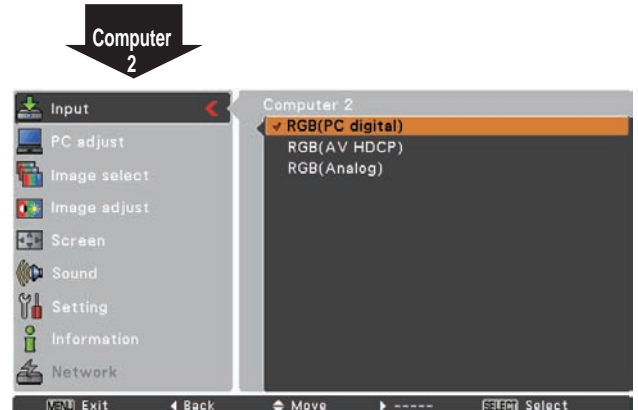 Computer
2
Input
Computer 2
RGB(PC digital)
PC adjust
RGB(AV HDCP)
Image select
RGB(Analog)
Image adjust
Screen
Sound
Setting
Information
Network
MENU Exit Back Move ----- SELECT Select